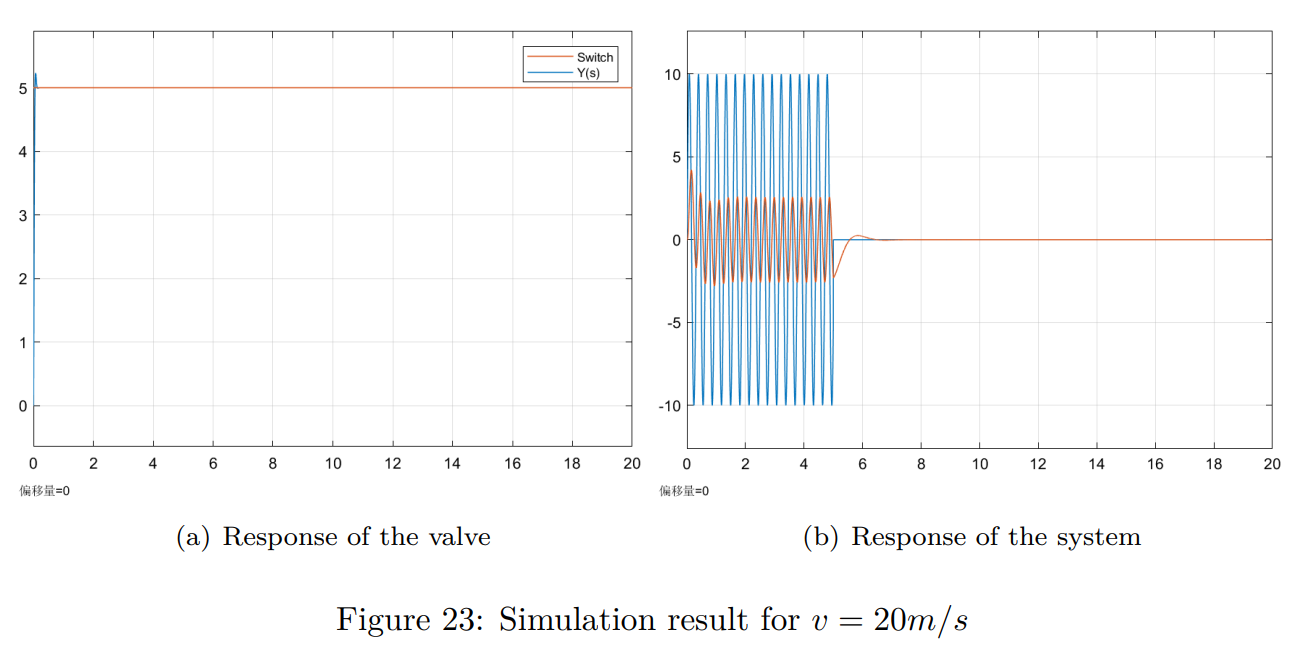 Switch
Y(s)
5
4
3
2
1
0
0 2 4 6 8 10 12 14 16 18 20
偏移量=0
(a) Response of the valve
10
5
0
-5
-10
0 2 4 6 8 10 12 14 16 18 20
偏移量=0
(b) Response of the system
Figure 23: Simulation result for v = 20m/s